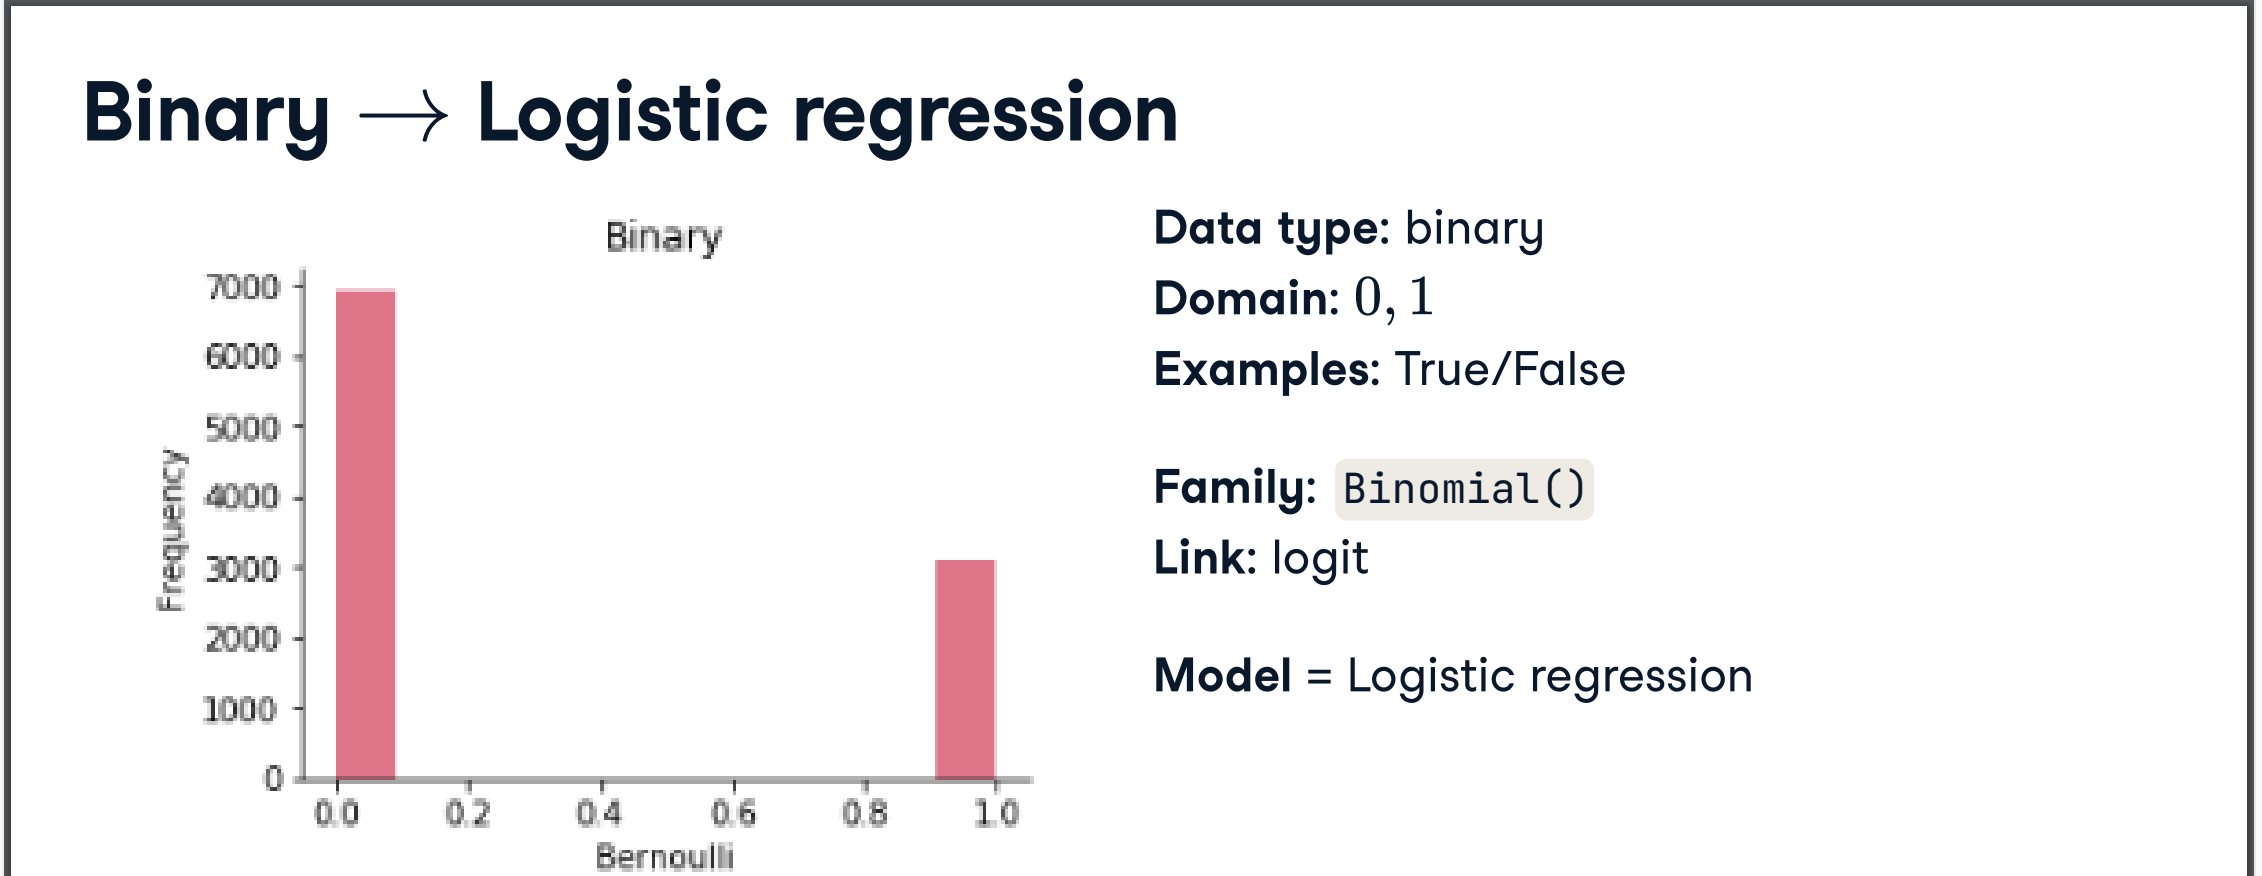 Binary → Logistic regression
Binary
7000
6000
5000
4000
3000
2000
1000
0
Frequency
0.0 0.2 0.4 0.6 0.8 1.0
Bernoulli
Data type: binary
Domain: 0, 1
Examples: True/False
Family: Binomial()
Link: logit
Model = Logistic regression